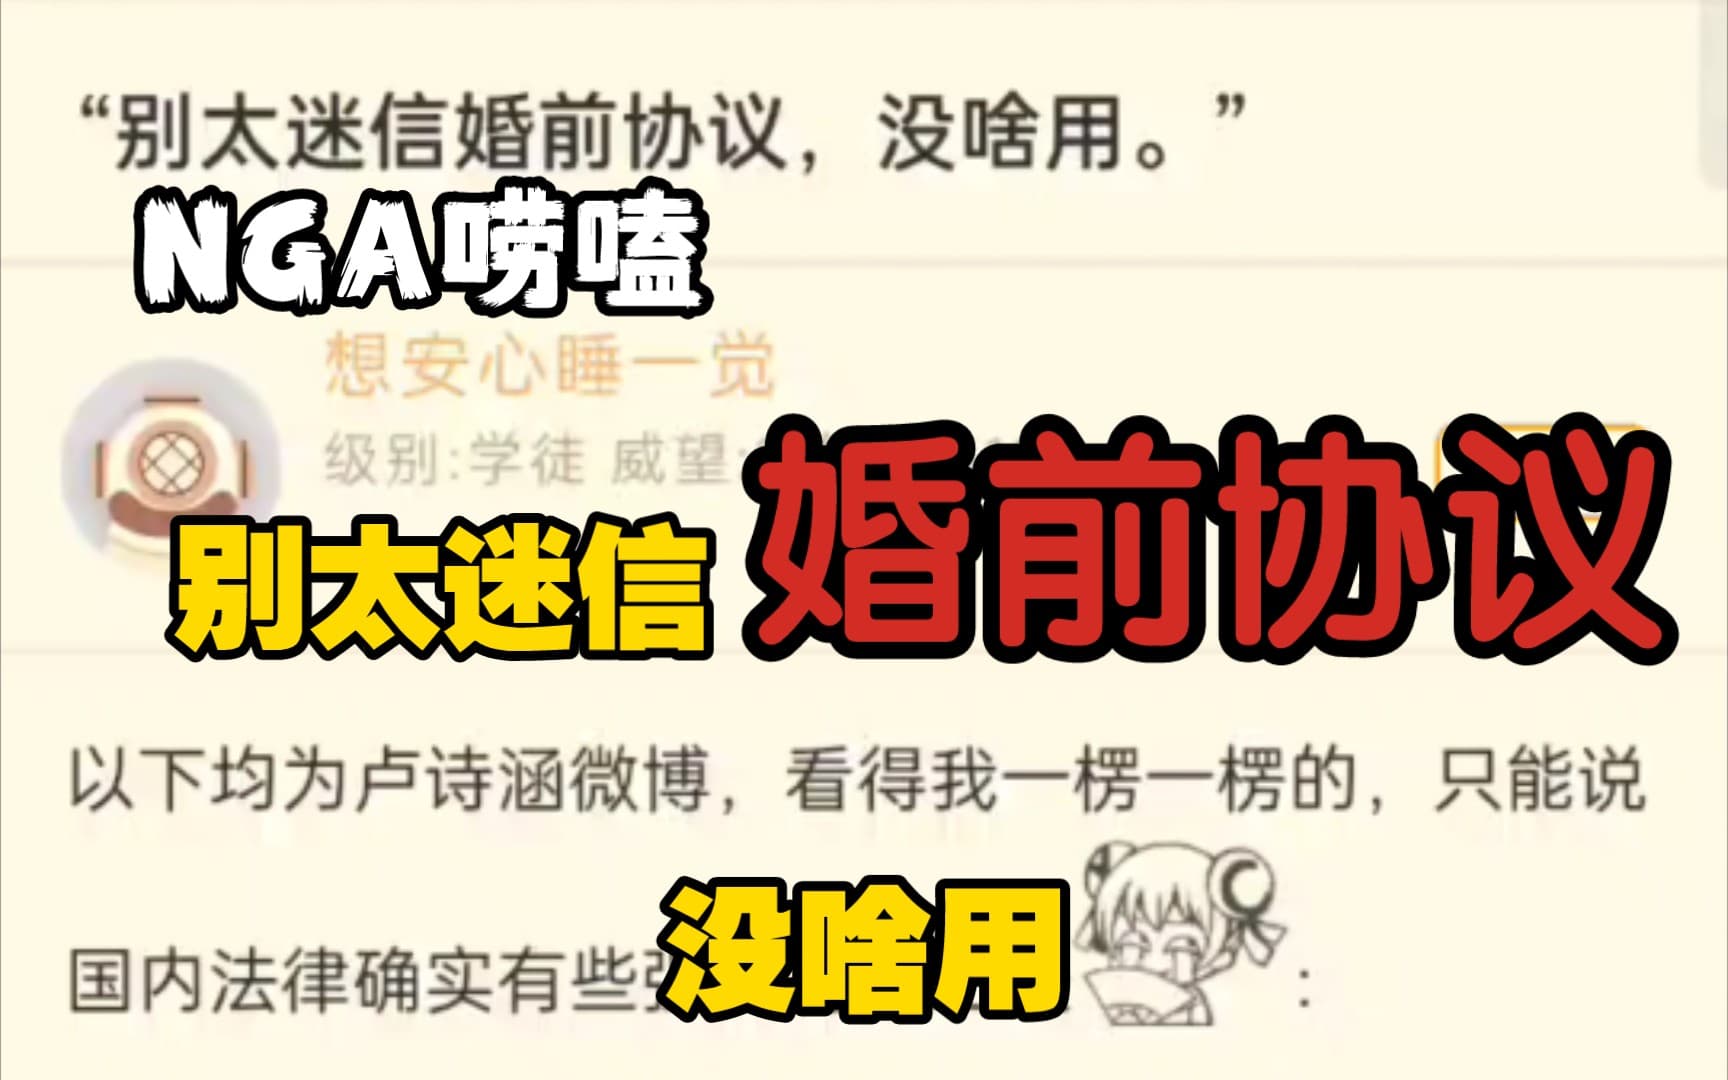 “别太迷信婚前协议，没啥用。”
NGA唠嗑
想安心睡一觉
级别:学徒 威望:
别太迷信 婚前协议
以下均为卢诗涵微博，看得我一楞一楞的，只能说
没啥用
国内法律确实有些
: